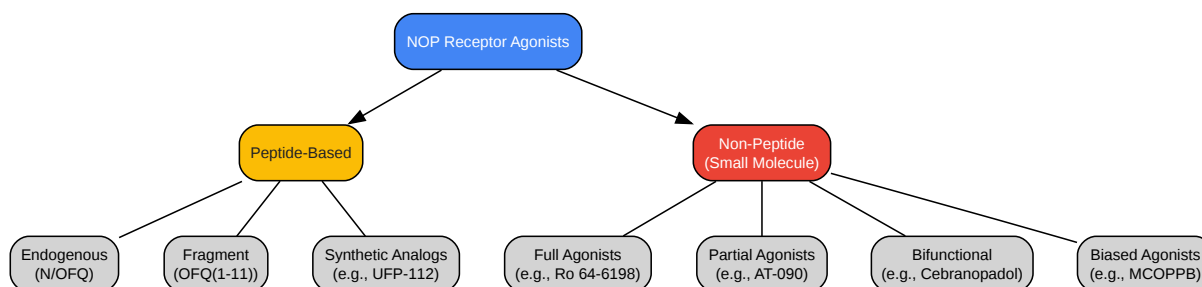 NOP Receptor Agonists
Peptide-Based
Non-Peptide
(Small Molecule)
Endogenous
(N/OFQ)
Fragment
(OFQ(1-11))
Synthetic Analogs
(e.g., UFP-112)
Full Agonists
(e.g., Ro 64-6198)
Partial Agonists
(e.g., AT-090)
Bifunctional
(e.g., Cebranopadol)
Biased Agonists
(e.g., MCOPPB)